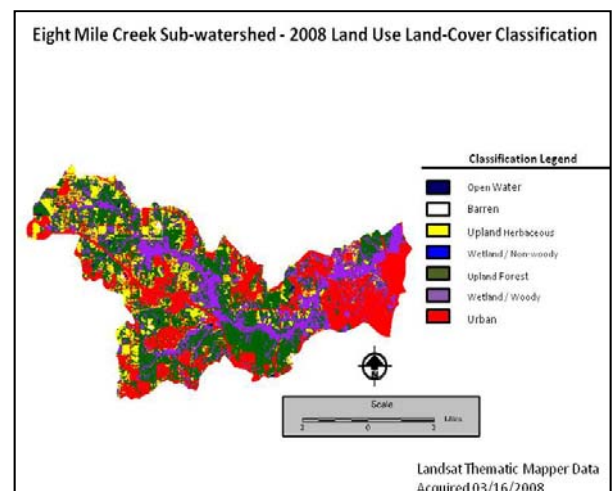 Eight Mile Creek Sub-watershed - 2008 Land Use Land-Cover Classification
Classification Legend
Open Water
Barren
Upland Herbaceous
Wetland / Non-woody
Upland Forest
Wetland / Woody
Urban
N
Scale
0
Miles
Landsat Thematic Mapper Data
Acquired 03/16/2008